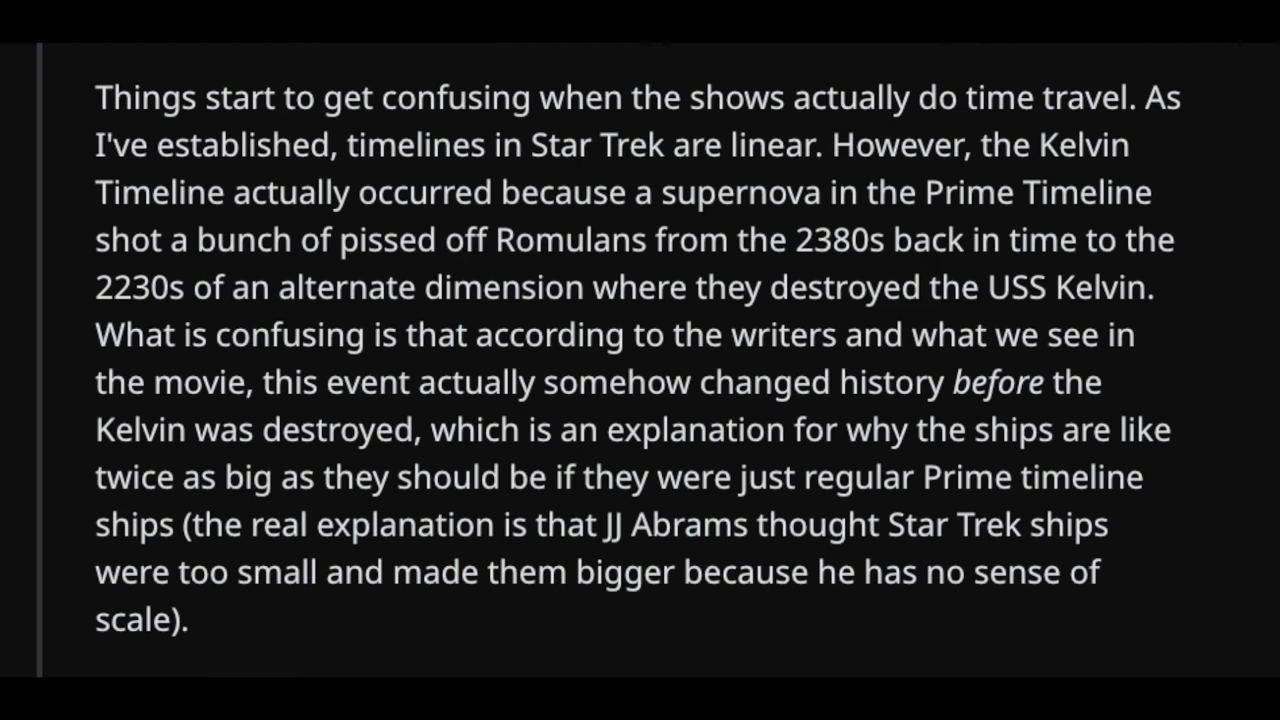 Things start to get confusing when the shows actually do time travel. As
I've established, timelines in Star Trek are linear. However, the Kelvin
Timeline actually occurred because a supernova in the Prime Timeline
shot a bunch of pissed off Romulans from the 2380s back in time to the
2230s of an alternate dimension where they destroyed the USS Kelvin.
What is confusing is that according to the writers and what we see in
the movie, this event actually somehow changed history before the
Kelvin was destroyed, which is an explanation for why the ships are like
twice as big as they should be if they were just regular Prime timeline
ships (the real explanation is that JJ Abrams thought Star Trek ships
were too small and made them bigger because he has no sense of
scale).